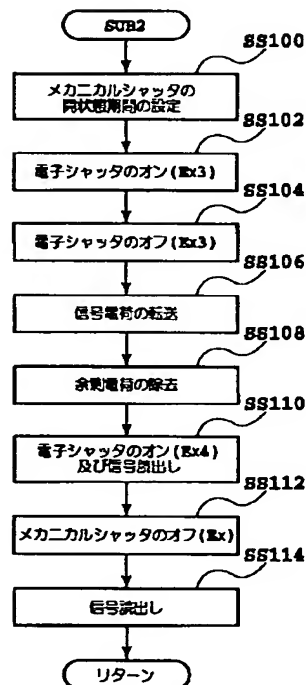 SUB2
SS100
メカニカルシャッタの
開状態期間の設定
SS102
電子シャッタのオン(Ex3)
SS104
電子シャッタのオフ(Ex3)
SS106
信号電荷の転送
SS108
余剰電荷の除去
SS110
電子シャッタのオン(Ex4)
及び信号読出し
SS112
メカニカルシャッタのオフ(Ex)
SS114
信号読出し
リターン